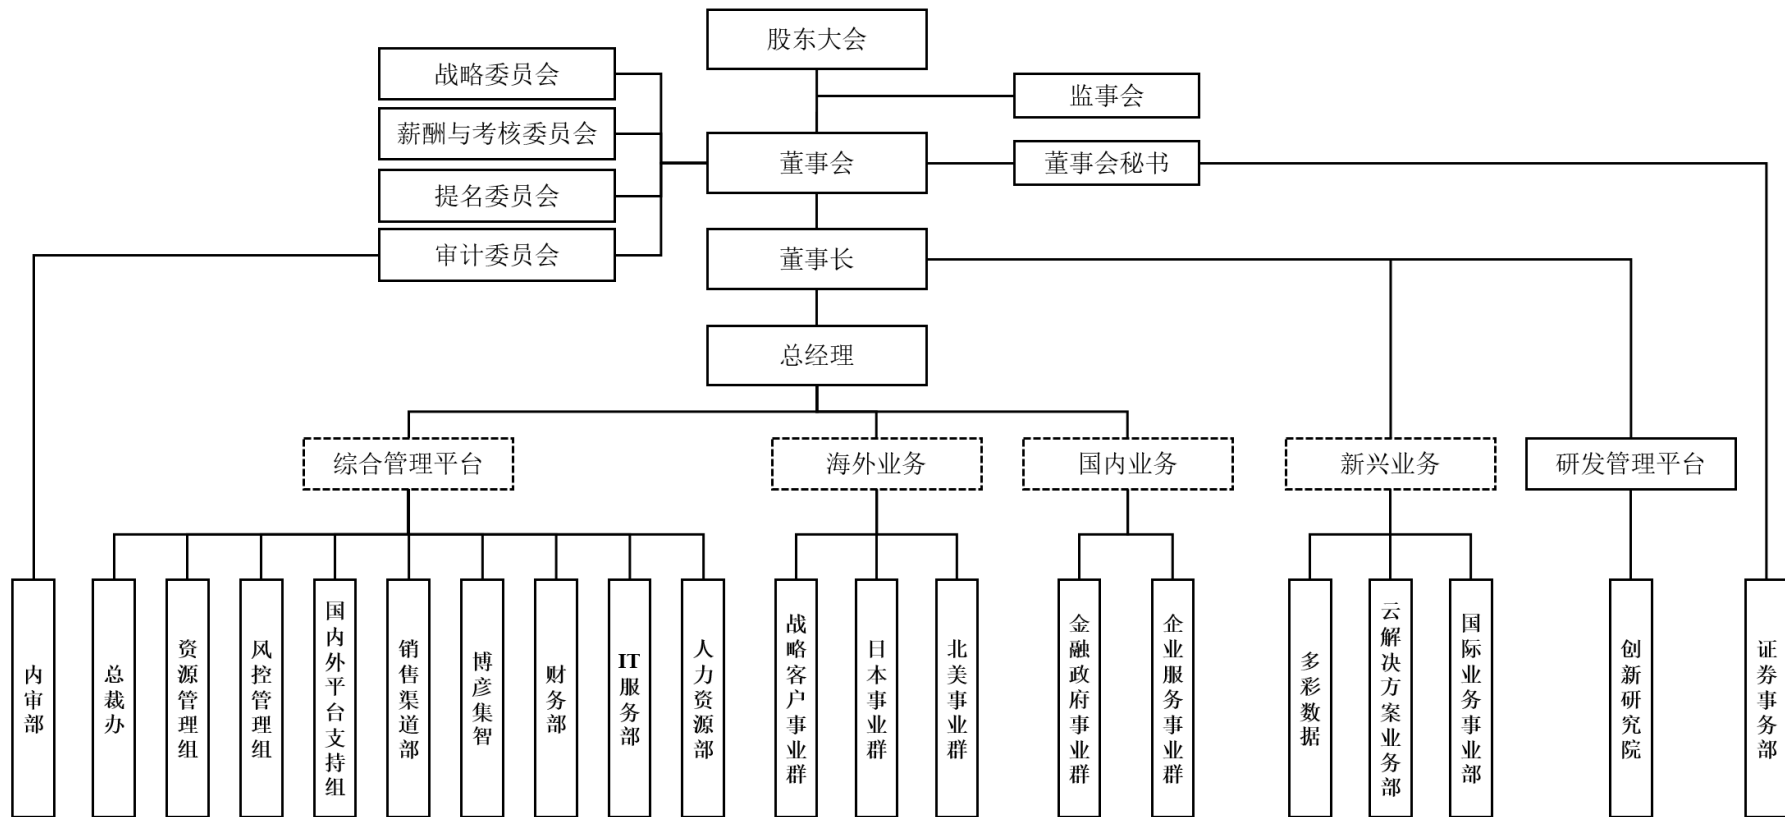 股东大会
战略委员会
监事会
薪酬与考核委员会
董事会
董事会秘书
提名委员会
审计委员会
董事长
总经理
综合管理平台
海外业务
国内业务
新兴业务
研发管理平台
内审部
总裁办
资源管理组
风控管理组
国内外平台支持组
销售渠道部
博彦集智
财务部
IT服务部
人力资源部
战略客户事业群
日本事业群
北美事业群
金融政府事业群
企业服务事业群
多彩数据
云解决方案业务部
国际业务事业部
创新研究院
证券事务部